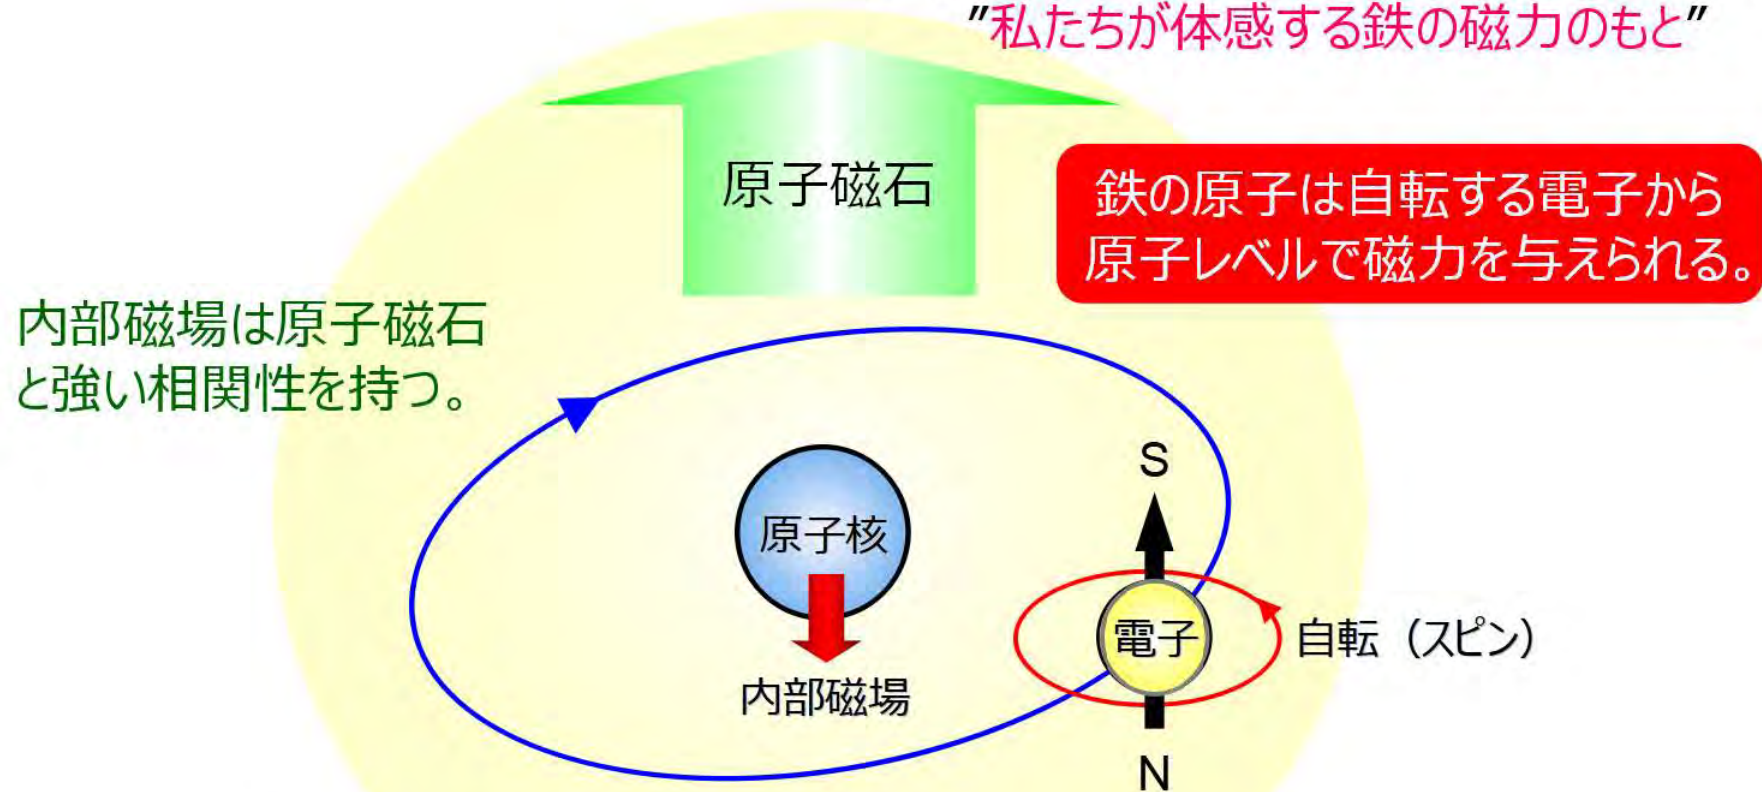 "私たちが体感する鉄の磁力のもと"
原子磁石
鉄の原子は自転する電子から
原子レベルで磁力を与えられる。
内部磁場は原子磁石
と強い相関性を持つ。
S
原子核
電子
自転（スピン）
内部磁場
N